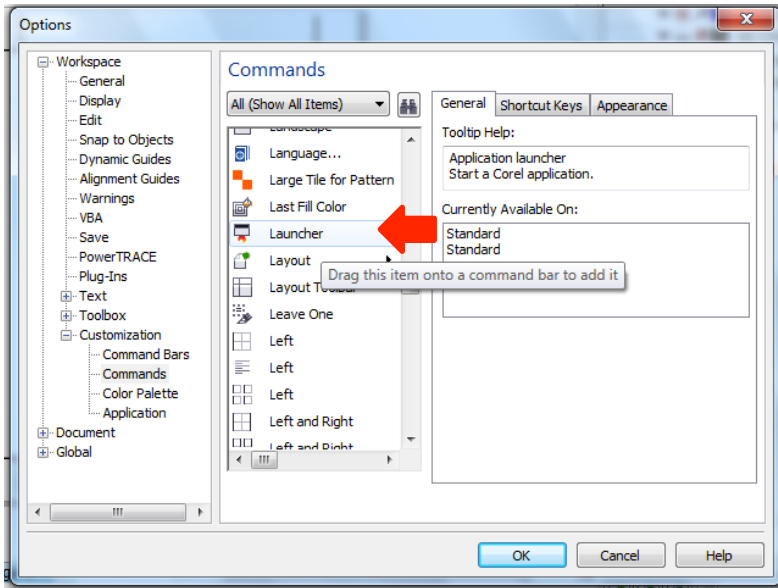 Options
Workspace
General
Display
Edit
Snap to Objects
Dynamic Guides
Alignment Guides
Warnings
VBA
Save
PowerTRACE
Plug-Ins
Text
Toolbox
Customization
Command Bars
Commands
Color Palette
Application
Document
Global
Commands
All (Show All Items)
Landscape
Language...
Large Tile for Pattern
Last Fill Color
Launcher
Layout
Layout Toolbar
Leave One
Left
Left
Left
Left and Right
Left and Right
General Shortcut Keys Appearance
Tooltip Help:
Application launcher
Start a Corel application.
Currently Available On:
Standard
Standard
Drag this item onto a command bar to add it
OK Cancel Help